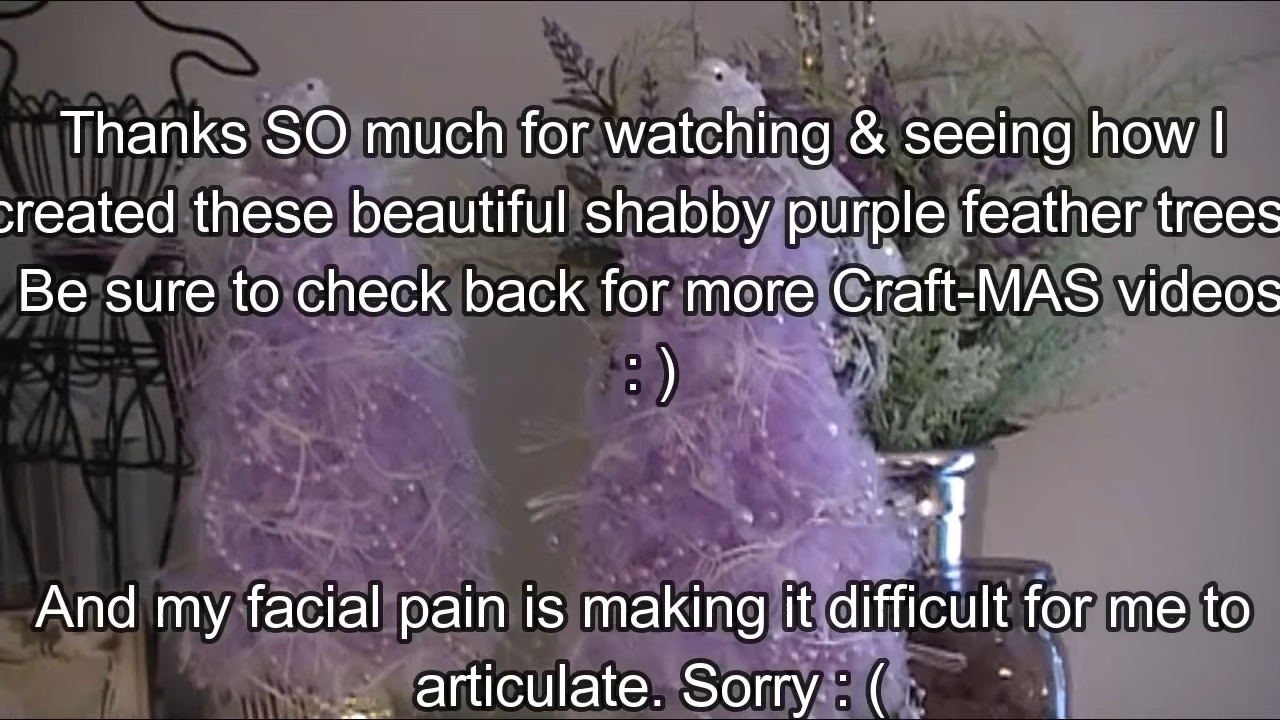 Thanks SO much for watching & seeing how I
created these beautiful shabby purple feather trees
Be sure to check back for more Craft-MAS videos
: )
And my facial pain is making it difficult for me to
articulate. Sorry : (